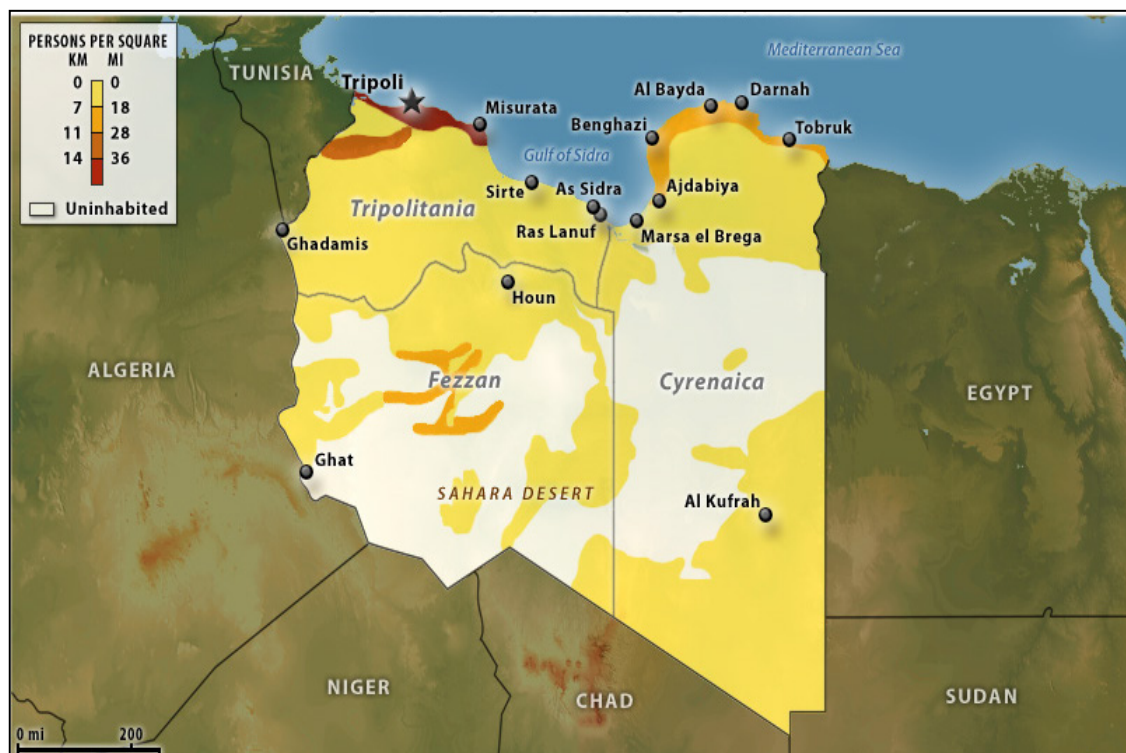 PERSONS PER SQUARE
KM MI
0 0
7 18
11 28
14 36
Uninhabited
Mediterranean Sea
TUNISIA
Tripoli
Misurata
Al Bayda
Darnah
Benghazi
Tobruk
Gulf of Sidra
Sirte
As Sidra
Ajdabiya
Tripolitania
Ras Lanuf
Marsa el Brega
Ghadamis
Houn
ALGERIA
Fezzan
Cyrenaica
EGYPT
Ghat
SAHARA DESERT
Al Kufrah
NIGER
CHAD
SUDAN
0 mi 200